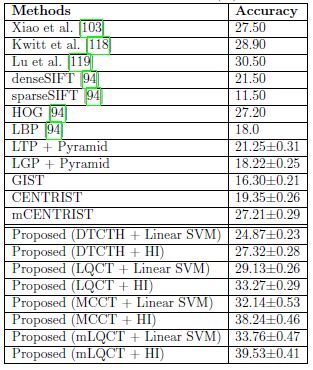 Methods Accuracy
Xiao et al. [103] 27.50
Kwitt et al. [118] 28.90
Lu et al. [119] 30.50
denseSIFT [94] 21.50
sparseSIFT [94] 11.50
HOG [94] 27.20
LBP [94] 18.0
LTP + Pyramid 21.25±0.31
LGP + Pyramid 18.22±0.25
GIST 16.30±0.21
CENTRIST 19.35±0.26
mCENTRIST 27.21±0.29
Proposed (DTCTH + Linear SVM) 24.87±0.23
Proposed (DTCTH + HI) 27.32±0.28
Proposed (LQCT + Linear SVM) 29.13±0.26
Proposed (LQCT + HI) 33.27±0.29
Proposed (MCCT + Linear SVM) 32.14±0.53
Proposed (MCCT + HI) 38.24±0.46
Proposed (mLQCT + Linear SVM) 33.76±0.47
Proposed (mLQCT + HI) 39.53±0.41